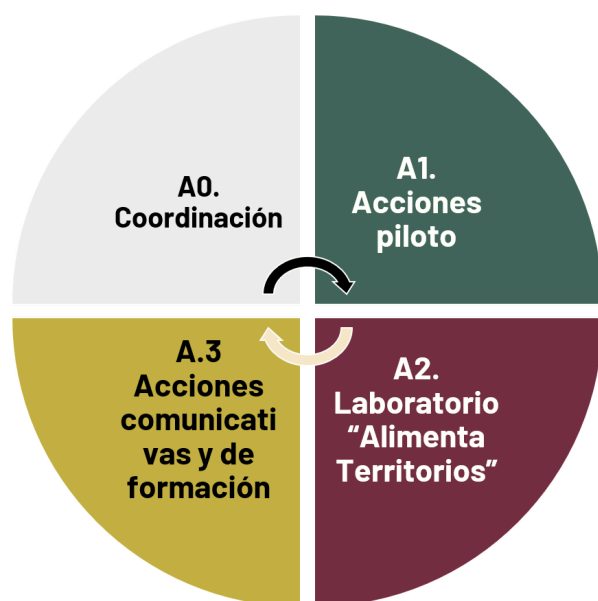 A0.
Coordinación
A1.
Acciones
piloto
A.3
Acciones
comunicati
vas y de
formación
A2.
Laboratorio
“Alimenta
Territorios”